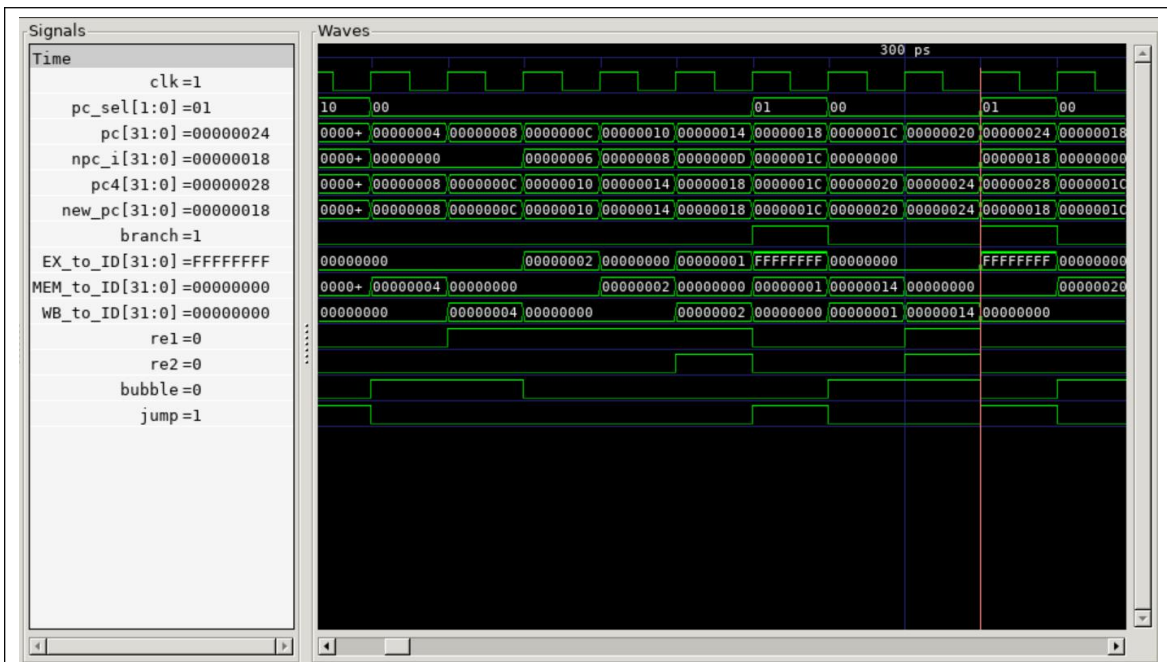 Signals Waves
Time 300 ps
clk=1
pc_sel[1:0]=01 10 00 01 00 01 00
pc[31:0]=00000024 0000+ 00000004 00000008 0000000C 00000010 00000014 00000018 0000001C 00000020 00000024 00000018
npc_i[31:0]=00000018 0000+ 00000000 00000006 00000008 0000000D 0000001C 00000000 00000018 00000000
pc4[31:0]=00000028 0000+ 00000008 0000000C 00000010 00000014 00000018 0000001C 00000020 00000024 00000028 0000001C
new_pc[31:0]=00000018 0000+ 00000008 0000000C 00000010 00000014 00000018 0000001C 00000020 00000024 00000018 0000001C
branch=1
EX_to_ID[31:0]=FFFFFFFF 00000000 00000002 00000000 00000001 FFFFFFFF 00000000 FFFFFFFF 00000000
MEM_to_ID[31:0]=00000000 0000+ 00000004 00000000 00000002 00000000 00000001 00000014 00000000 00000020
WB_to_ID[31:0]=00000000 00000000 00000004 00000000 00000002 00000000 00000001 00000014 00000000
re1=0
re2=0
bubble=0
jump=1